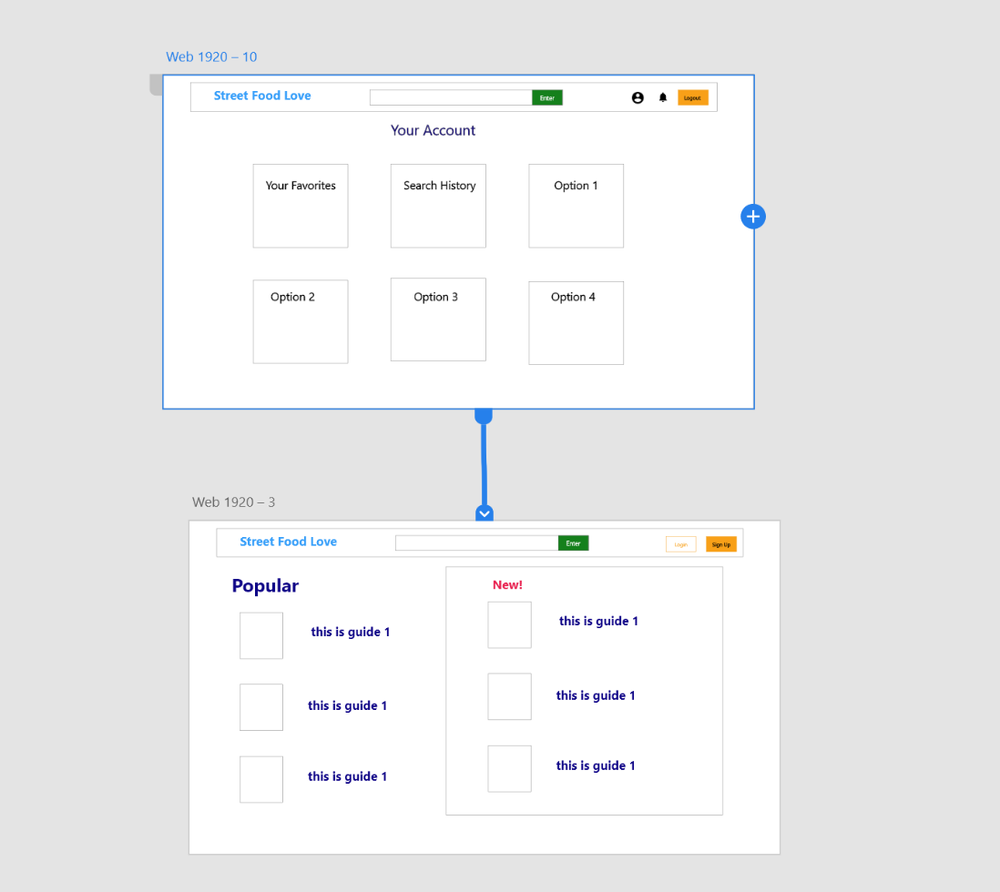 Web 1920 – 10
Street Food Love
Enter
Logout
Your Account
Your Favorites
Search History
Option 1
Option 2
Option 3
Option 4
Web 1920 – 3
Street Food Love
Enter
Login
Sign Up
Popular
this is guide 1
this is guide 1
this is guide 1
New!
this is guide 1
this is guide 1
this is guide 1